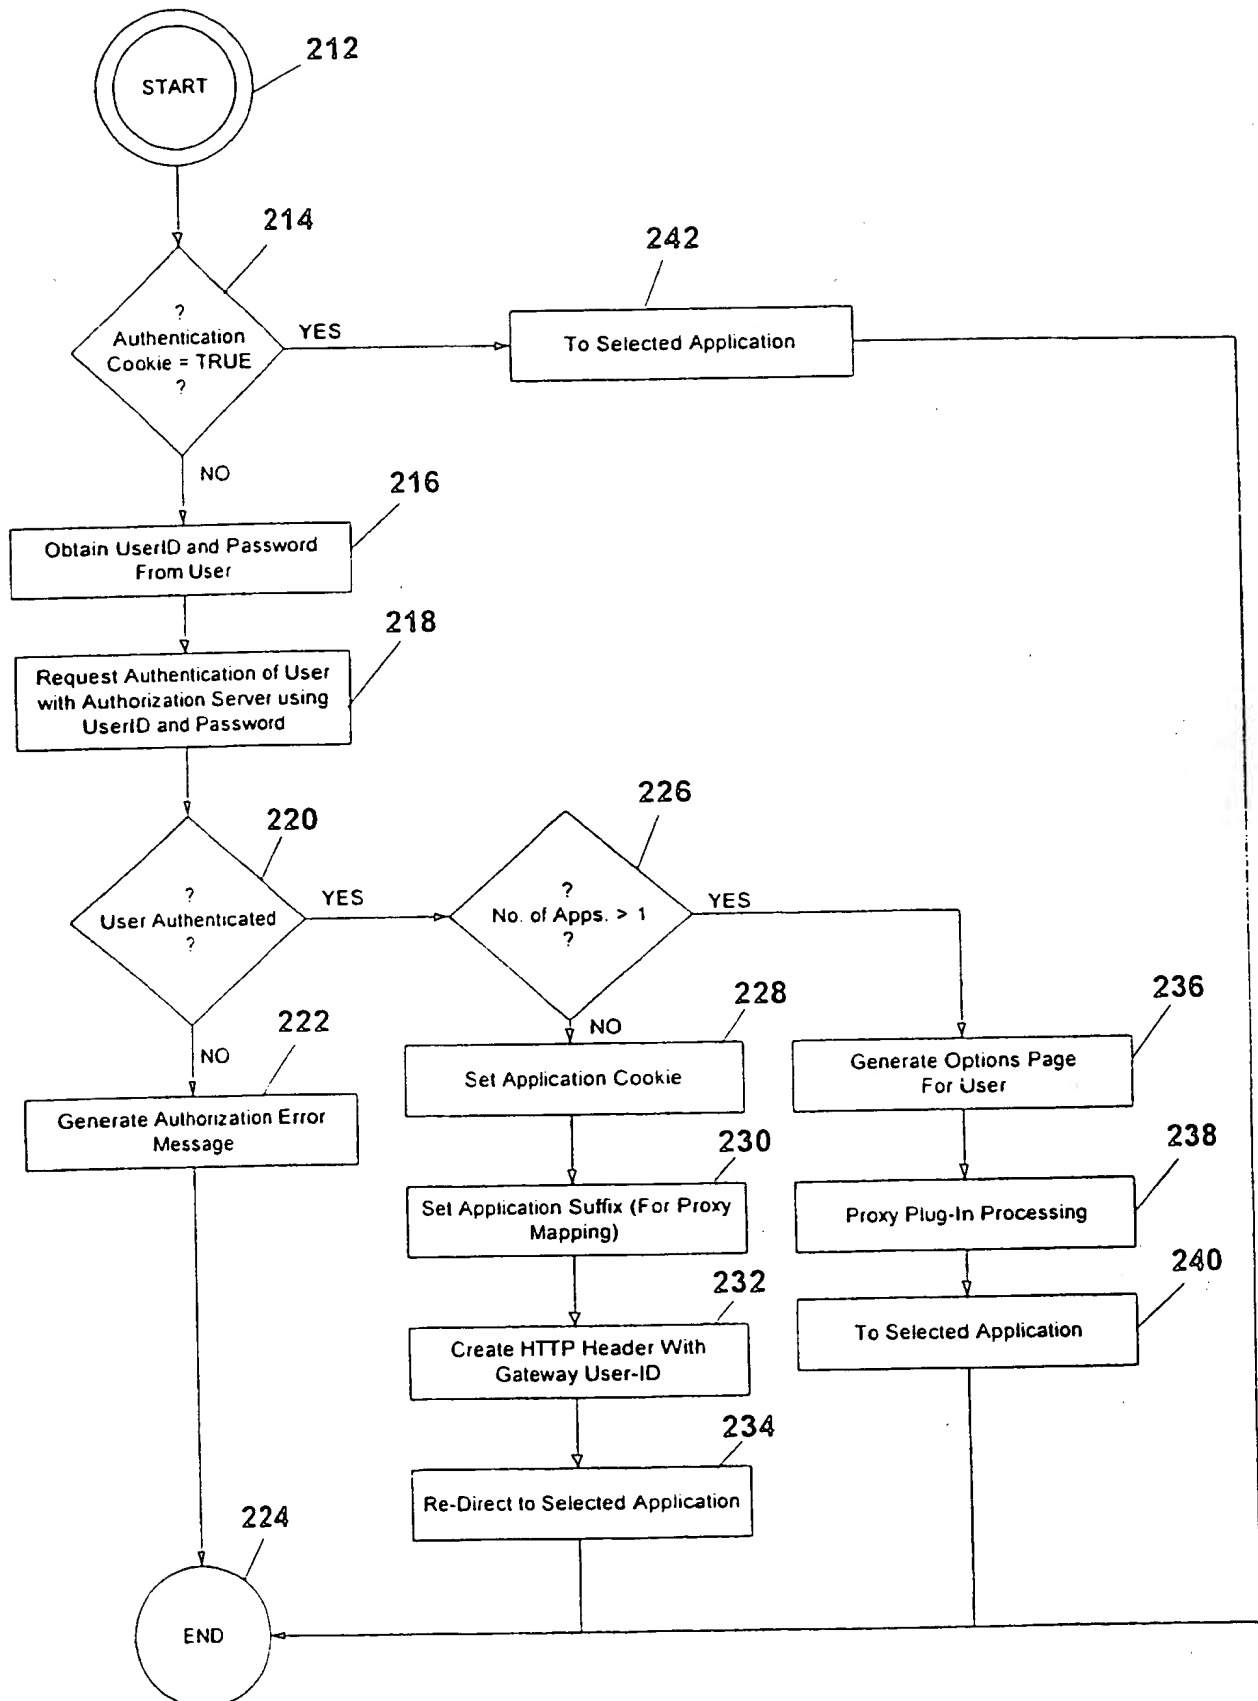 212
START
214
242
?
Authentication
Cookie = TRUE
?
YES
To Selected Application
NO
216
Obtain UserID and Password
From User
218
Request Authentication of User
with Authorization Server using
UserID and Password
220
226
?
User Authenticated
?
YES
?
No. of Apps. > 1
?
YES
NO
222
Generate Authorization Error
Message
NO
228
Set Application Cookie
236
Generate Options Page
For User
230
Set Application Suffix (For Proxy
Mapping)
238
Proxy Plug-In Processing
232
Create HTTP Header With
Gateway User-ID
240
To Selected Application
234
Re-Direct to Selected Application
224
END